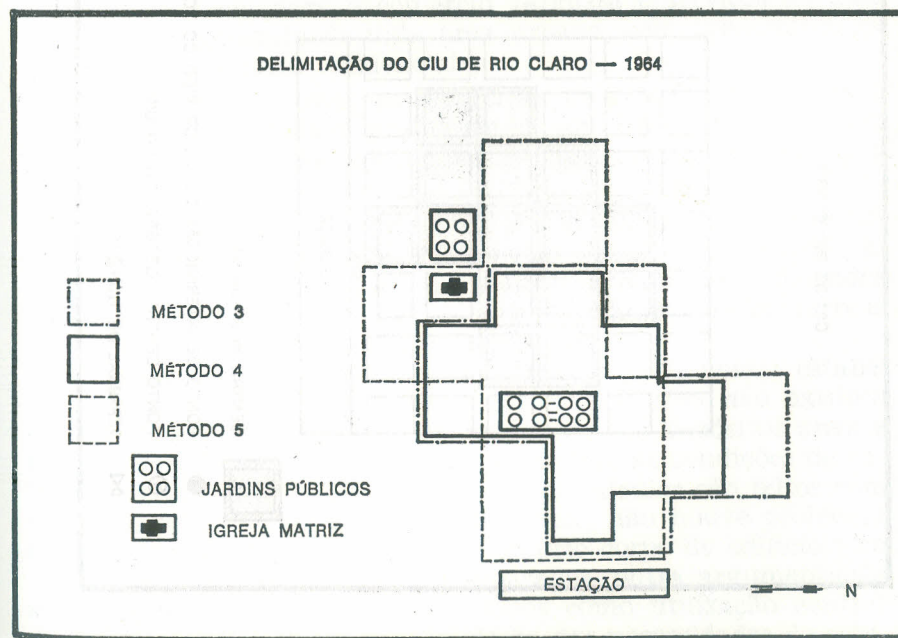 DELIMITAÇÃO DO CIU DE RIO CLARO — 1964
MÉTODO 3
MÉTODO 4
MÉTODO 5
JARDINS PÚBLICOS
IGREJA MATRIZ
ESTAÇÃO
N